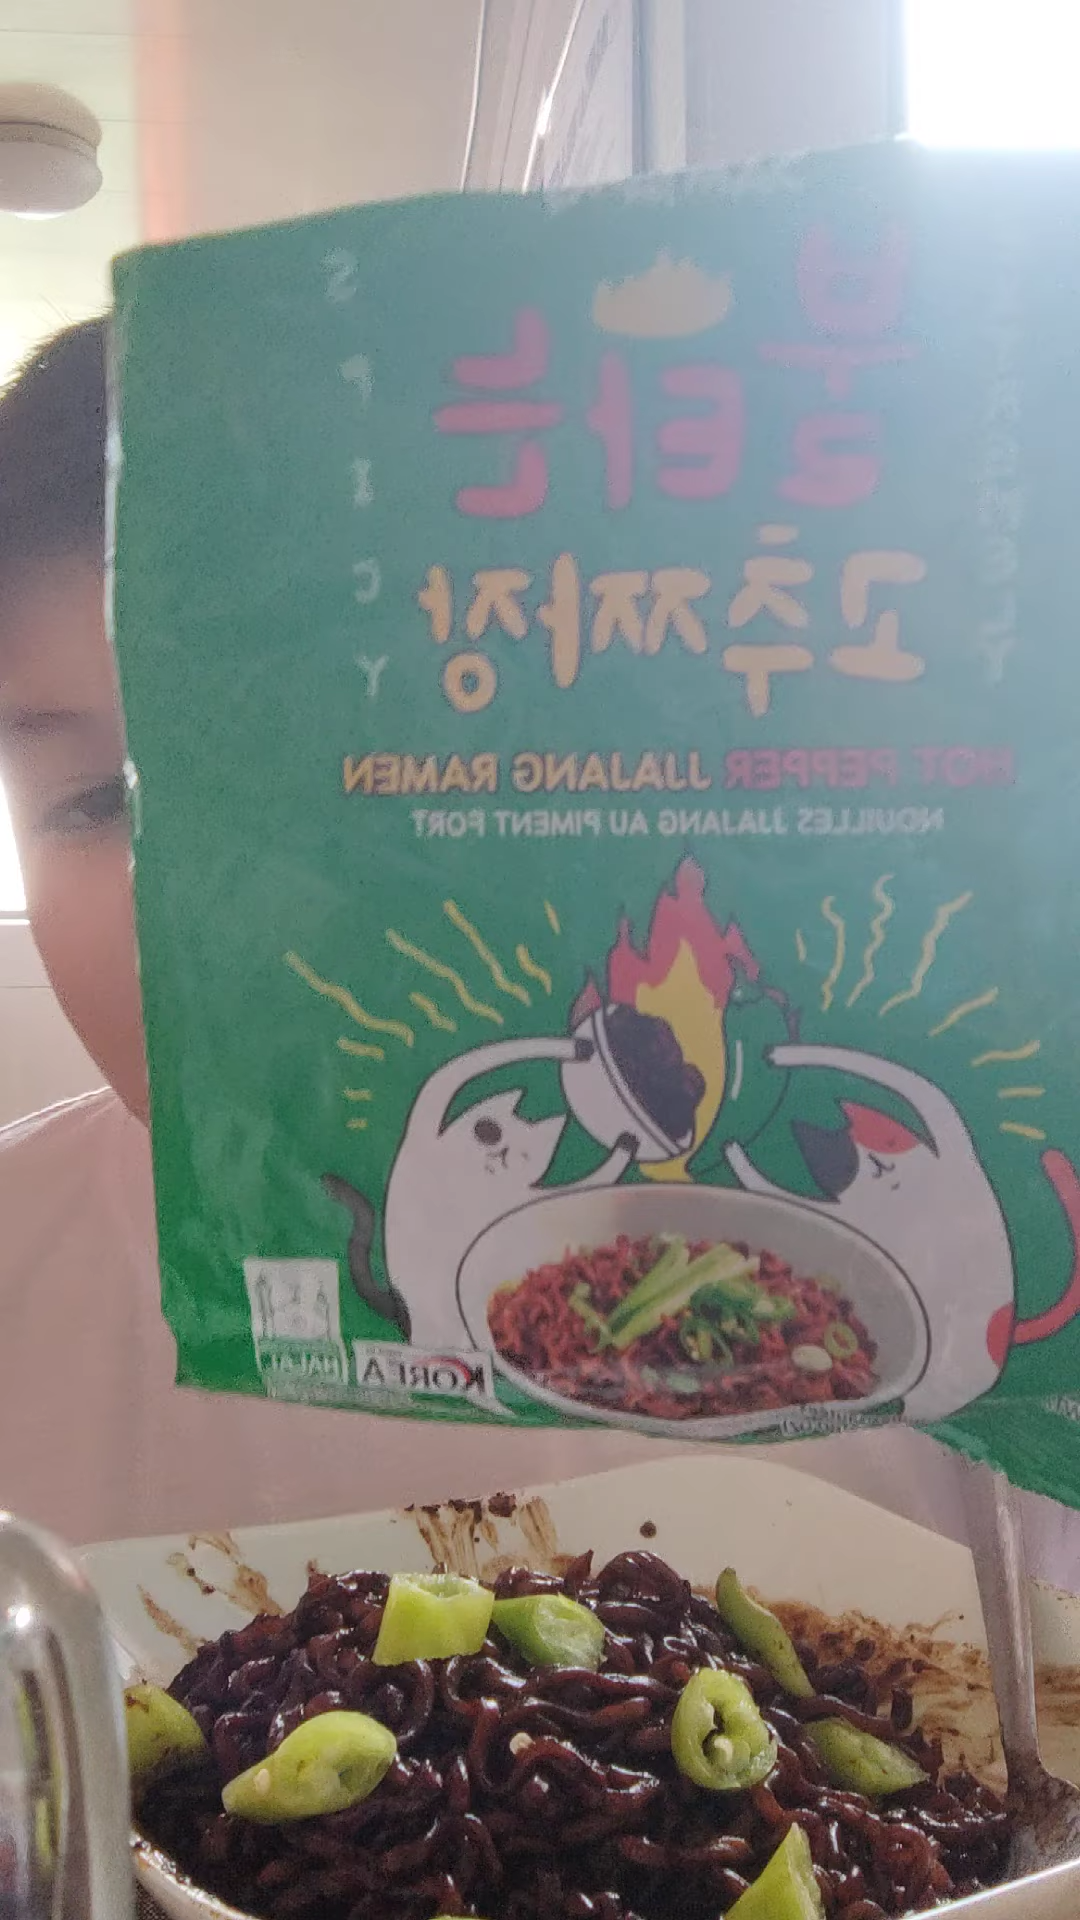 불타는
고추짜장
HOT PEPPER JJAJANG RAMEN
NOUILLES JJAJANG AU PIMENT FORT
SPICY
HALAL
KOREA